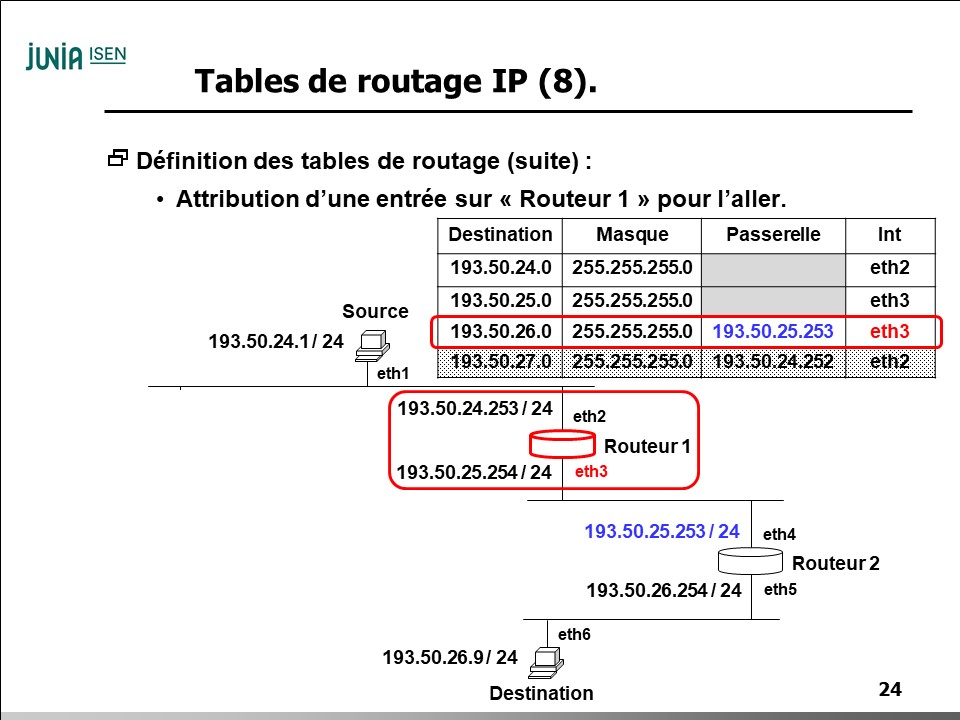 JUNIA ISEN
Tables de routage IP (8).
Définition des tables de routage (suite) :
• Attribution d’une entrée sur « Routeur 1 » pour l’aller.
Destination Masque Passerelle Int
193.50.24.0 255.255.255.0 eth2
193.50.25.0 255.255.255.0 eth3
193.50.26.0 255.255.255.0 193.50.25.253 eth3
193.50.27.0 255.255.255.0 193.50.24.252 eth2
Source
193.50.24.1 / 24
eth1
193.50.24.253 / 24
eth2
Routeur 1
193.50.25.254 / 24
eth3
193.50.25.253 / 24
eth4
Routeur 2
193.50.26.254 / 24
eth5
eth6
193.50.26.9 / 24
Destination
24